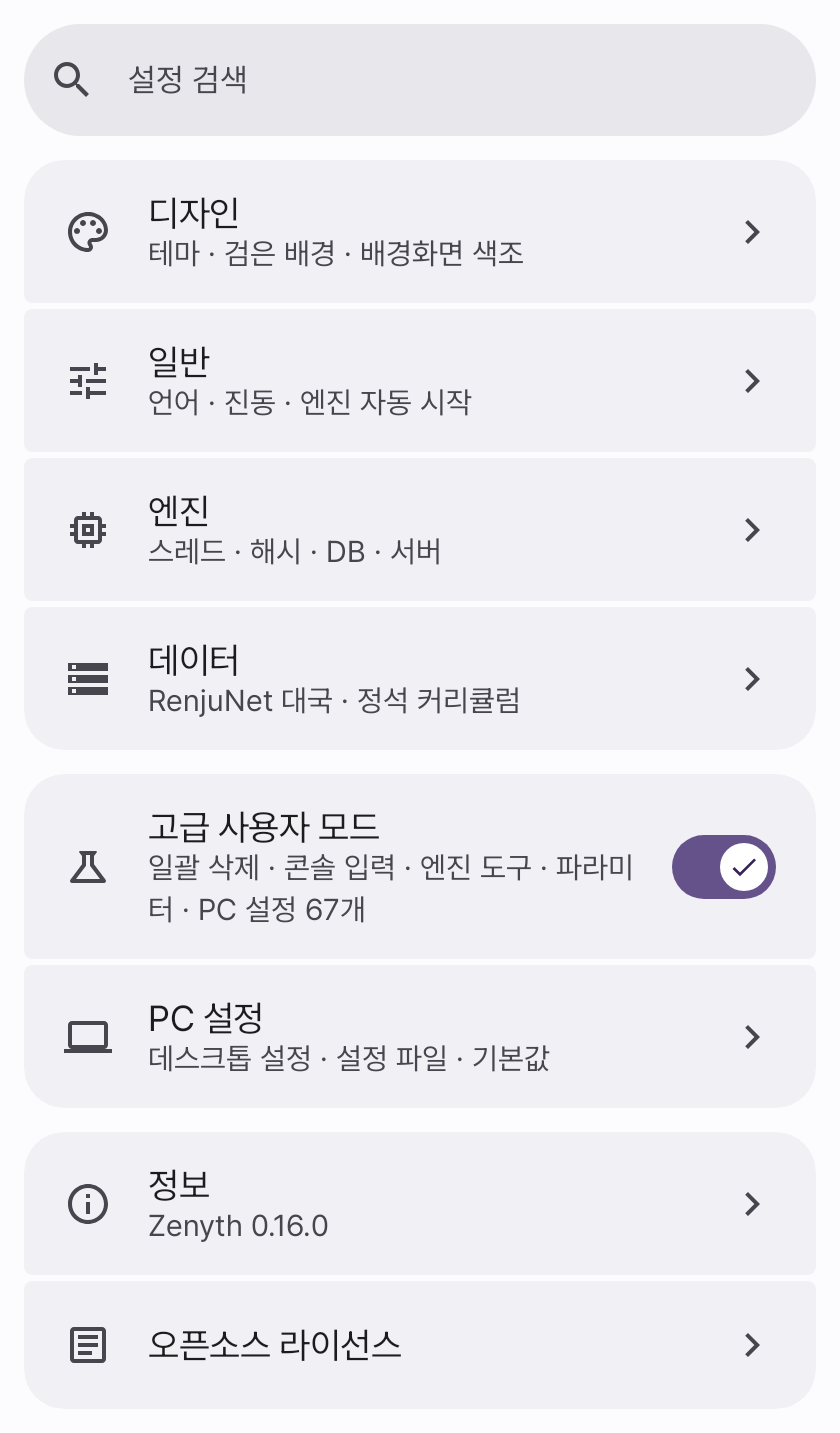 설정 검색
디자인
테마 · 검은 배경 · 배경화면 색조
일반
언어 · 진동 · 엔진 자동 시작
엔진
스레드 · 해시 · DB · 서버
데이터
RenjuNet 대국 · 정석 커리큘럼
고급 사용자 모드
일괄 삭제 · 콘솔 입력 · 엔진 도구 · 파라미
터 · PC 설정 67개
PC 설정
데스크톱 설정 · 설정 파일 · 기본값
정보
Zenyth 0.16.0
오픈소스 라이선스